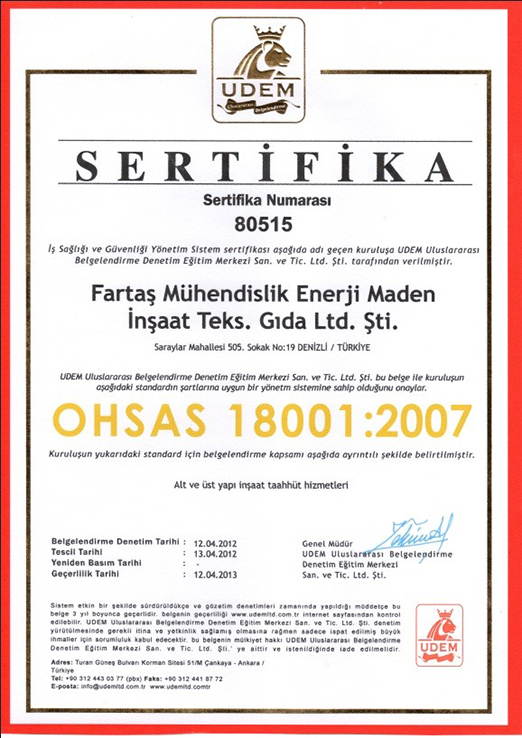 UDEM
Uluslararası Belgelendirme
SERTİFİKA
Sertifika Numarası
80515
İş Sağlığı ve Güvenliği Yönetim Sistem sertifikası aşağıda adı geçen kuruluşa UDEM Uluslararası
Belgelendirme Denetim Eğitim Merkezi San. ve Tic. Ltd. Şti. tarafından verilmiştir.
Fartaş Mühendislik Enerji Maden
İnşaat Teks. Gıda Ltd. Şti.
Saraylar Mahallesi 505. Sokak No:19 DENİZLİ / TÜRKİYE
UDEM Uluslararası Belgelendirme Denetim Eğitim Merkezi San. ve Tic. Ltd. Şti. bu belge ile kuruluşun
aşağıdaki standardın şartlarına uygun bir yönetm sistemine sahip olduğunu onaylar.
OHSAS 18001:2007
Kuruluşun yukarıdaki standard için belgelendirme kapsamı aşağıda ayrıntılı şekilde belirtilmiştir.
Alt ve üst yapı inşaat taahhüt hizmetleri
Belgelendirme Denetim Tarihi : 12.04.2012
Tescil Tarihi : 13.04.2012
Yeniden Basım Tarihi : -
Geçerlilik Tarihi : 12.04.2013
Genel Müdür
UDEM Uluslararası Belgelendirme
Denetim Eğitim Merkezi
San. ve Tic. Ltd. Şti.
Sistem etkin bir şekilde sürdürüldükçe ve gözetim denetimleri zamanında yapıldığı müddetçe bu
belge 3 yıl boyunca geçerlidir. belgenin geçerliliği www.udemltd.com.tr internet sayfasından kontrol
edilebilir. UDEM Uluslararası Belgelendirme Denetim Eğitim Merkezi San. ve Tic. Ltd. Şti. denetim
yürütülmesinde gerekli itina ve yetkinlik sağlamış olmasına rağmen sadece ispat edilmiş büyük
ihmaller için sorumluluk kabul edecektir. bu belgenin mülkiyet hakkı UDEM Uluslararası Belgelendirme
Denetim Eğitim Merkezi San. ve Tic. Ltd. Şti.' ye aittir ve istenildiğinde iade edilmelidir.
Adres: Turan Güneş Bulvarı Korman Sitesi 51/M Çankaya - Ankara /
Türkiye
Tel: +90 312 443 03 77 (pbx) Faks: +90 312 441 87 72
E-posta: info@udemltd.com.tr www.udemltd.comtr
UDEM